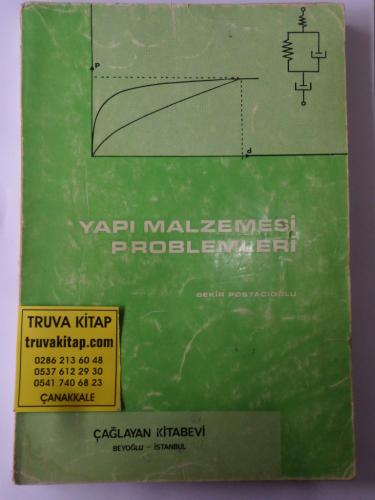 P
d
YAPI MALZEMESİ
PROBLEMLERİ
BEKİR POSTACIOĞLU
TRUVA KİTAP
truvakitap.com
0286 213 60 48
0537 612 29 30
0541 740 68 23
ÇANAKKALE
ÇAĞLAYAN KİTABEVİ
BEYOĞLU - İSTANBUL